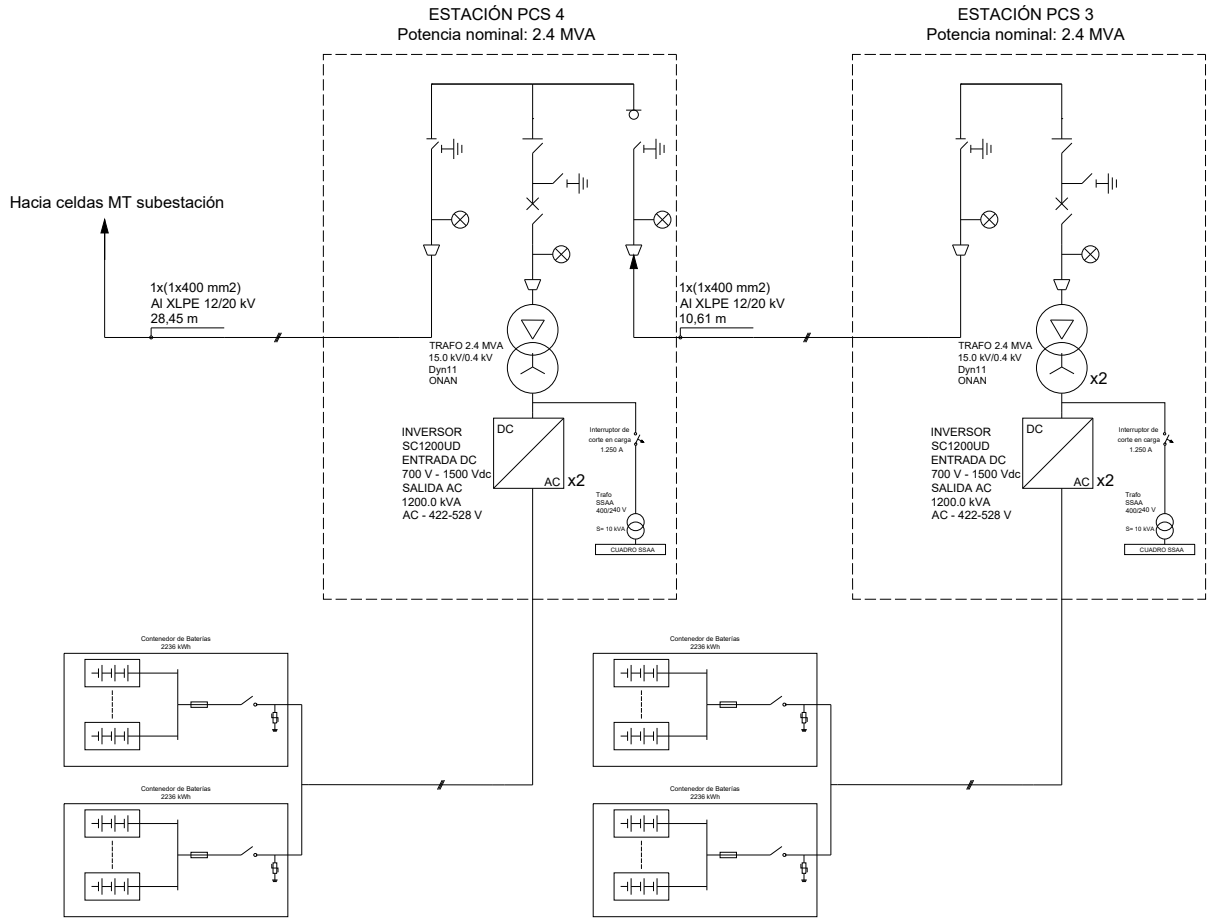 ESTACIÓN PCS 4
Potencia nominal: 2.4 MVA
ESTACIÓN PCS 3
Potencia nominal: 2.4 MVA
Hacia celdas MT subestación
1x(1x400 mm2)
Al XLPE 12/20 kV
28,45 m
1x(1x400 mm2)
Al XLPE 12/20 kV
10,61 m
TRAFO 2.4 MVA
15.0 kV/0.4 kV
Dyn11
ONAN
TRAFO 2.4 MVA
15.0 kV/0.4 kV
Dyn11
ONAN
x2
INVERSOR
SC1200UD
ENTRADA DC
700 V - 1500 Vdc
SALIDA AC
1200.0 kVA
AC - 422-528 V
DC
AC
x2
Interruptor de
corte en carga
1.250 A
Trafo
SSAA
400/240 V
S= 10 kVA
CUADRO SSAA
INVERSOR
SC1200UD
ENTRADA DC
700 V - 1500 Vdc
SALIDA AC
1200.0 kVA
AC - 422-528 V
DC
AC
x2
Interruptor de
corte en carga
1.250 A
Trafo
SSAA
400/240 V
S= 10 kVA
CUADRO SSAA
Contenedor de Baterías
2236 kWh
Contenedor de Baterías
2236 kWh
Contenedor de Baterías
2236 kWh
Contenedor de Baterías
2236 kWh